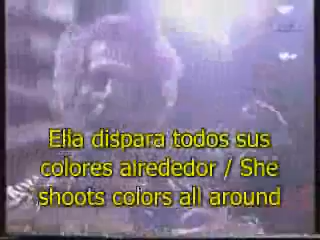 Ella dispara todos sus
colores alrededor / She
shoots colors all around